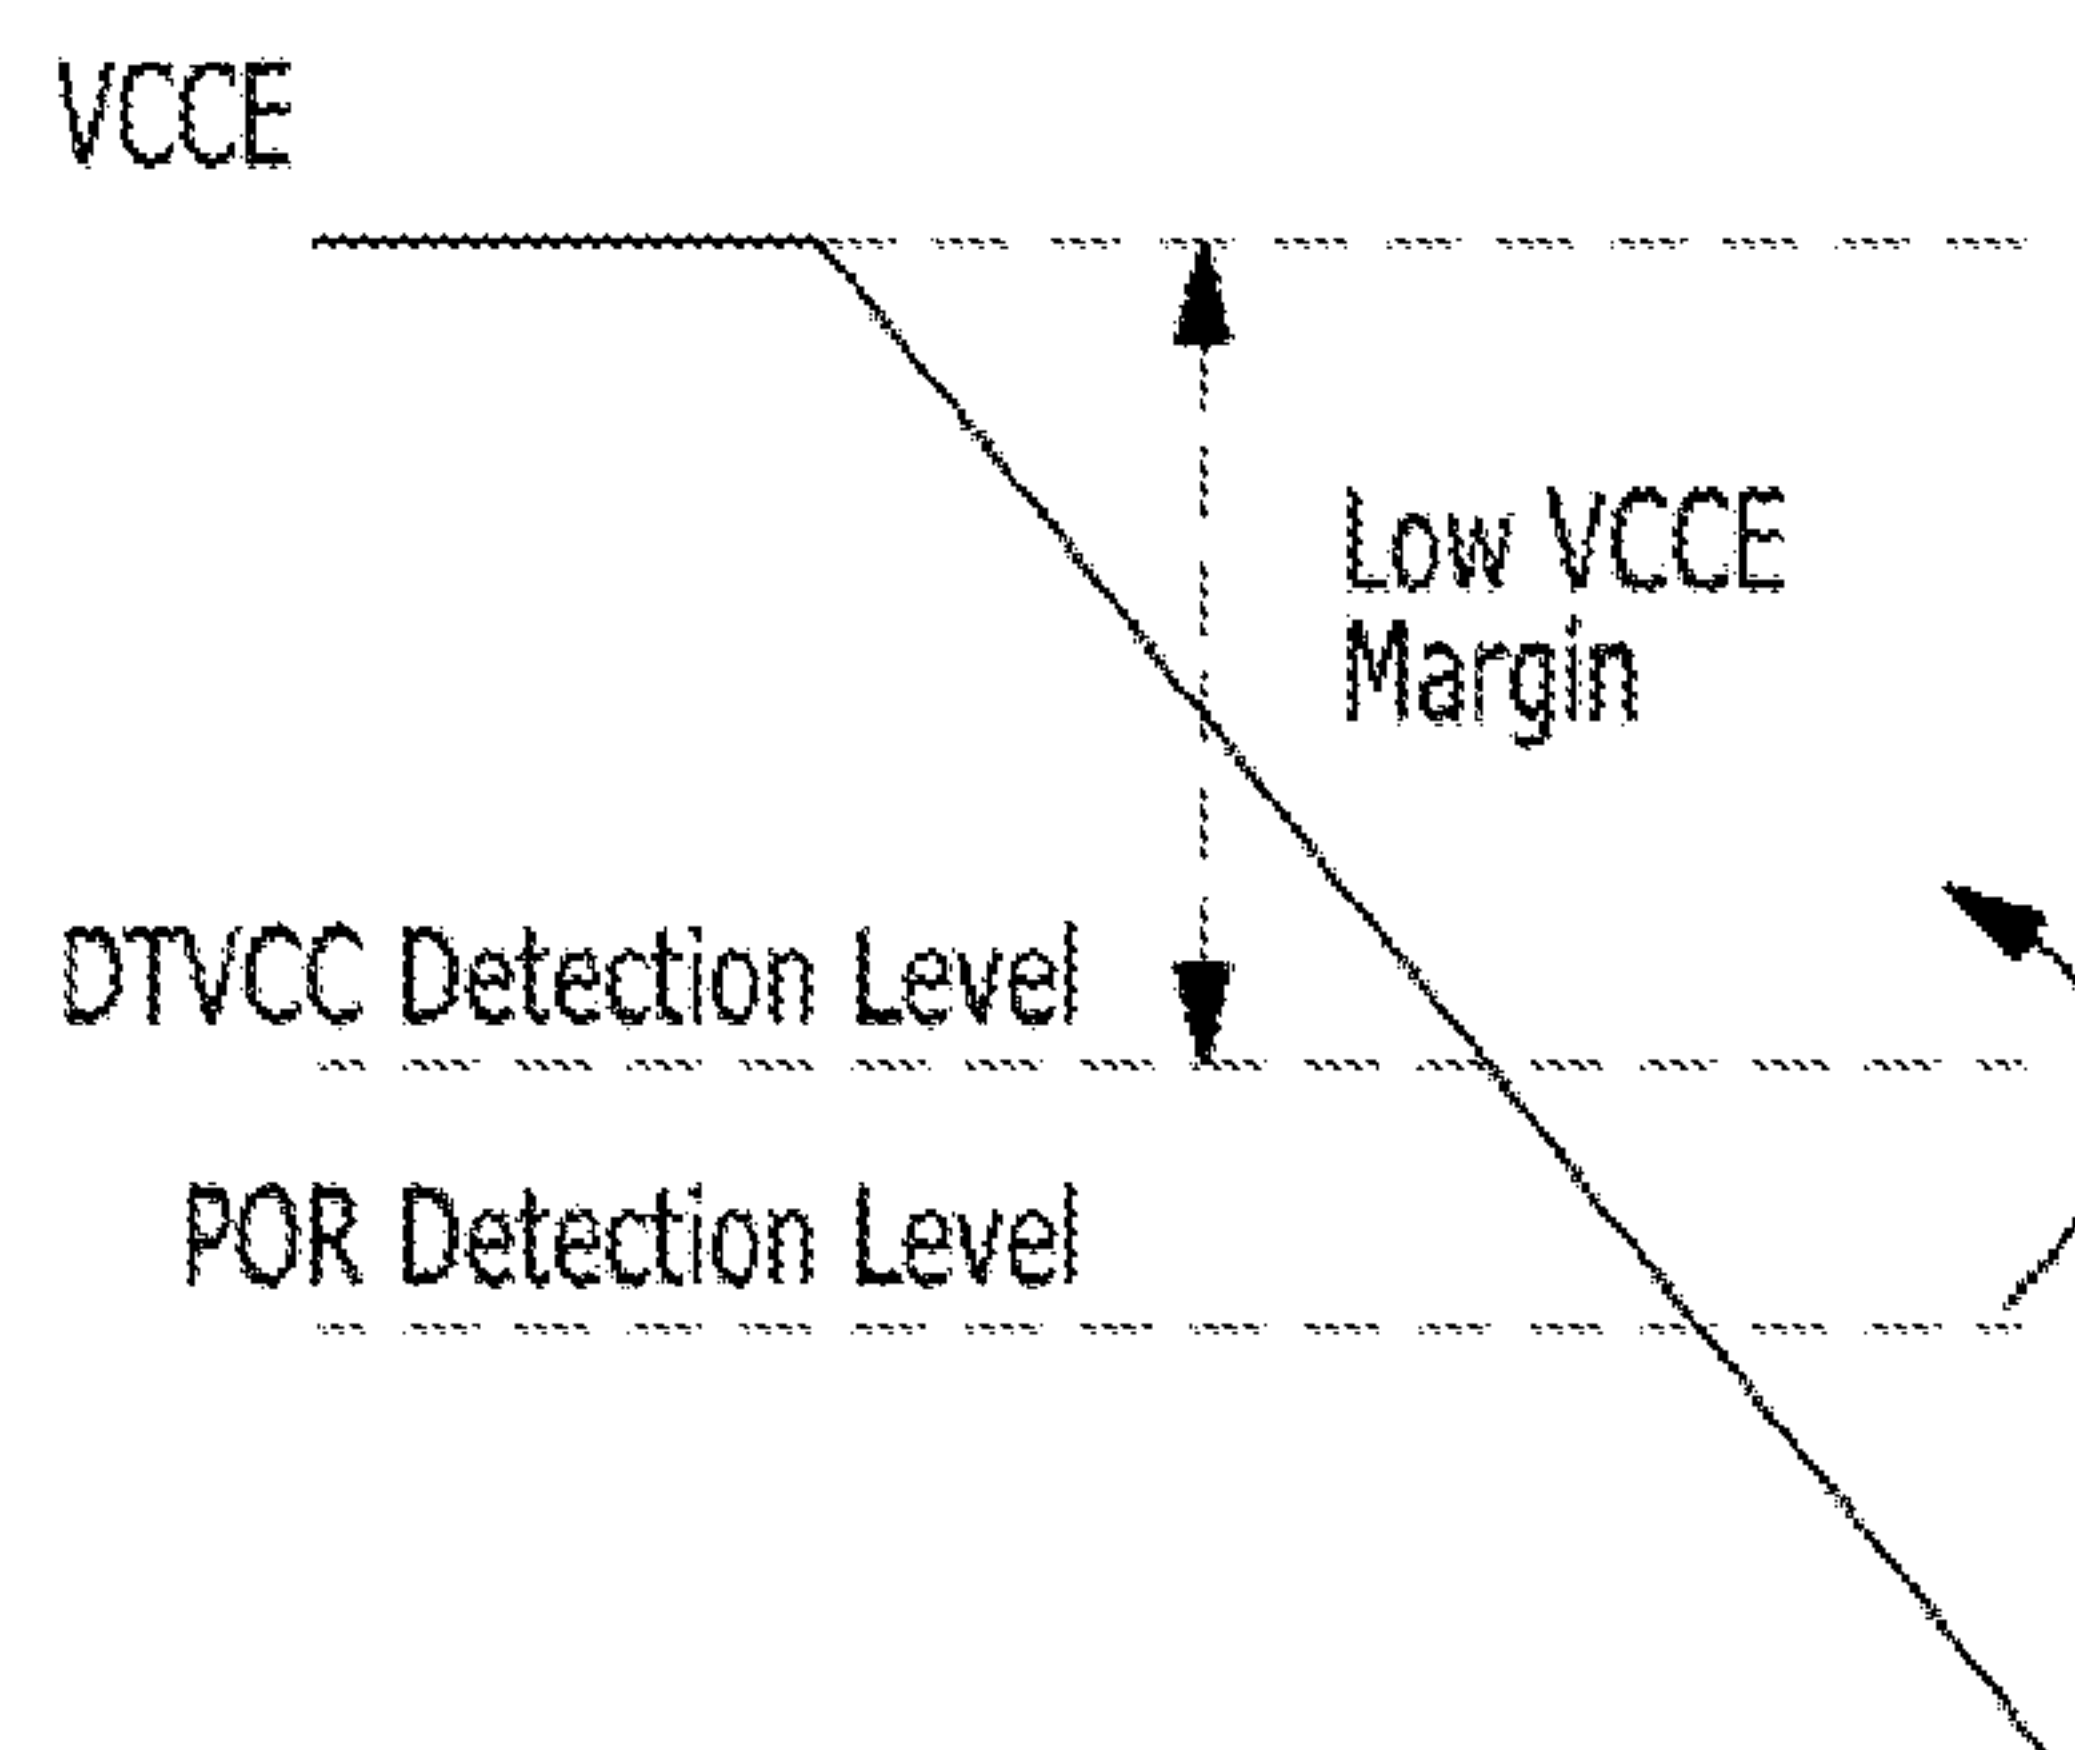 VCCE
Low VCCE
Margin
DTVCC Detection Level
POR Detection Level